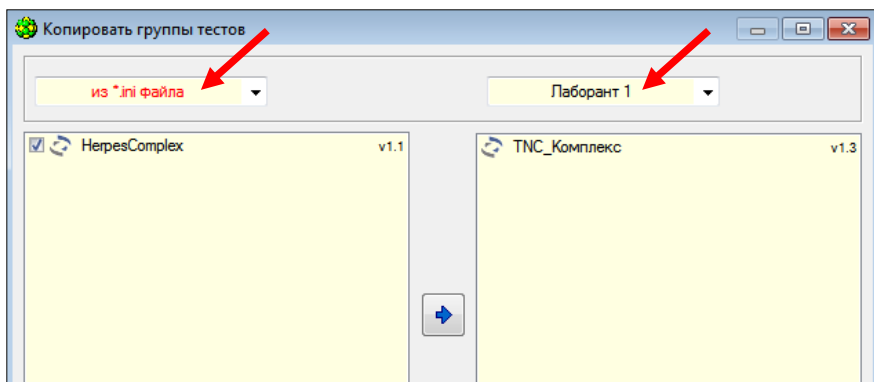 Копировать группы тестов
из *.ini файла
Лаборант 1
HerpesComplex v1.1
TNC_Комплекс v1.3